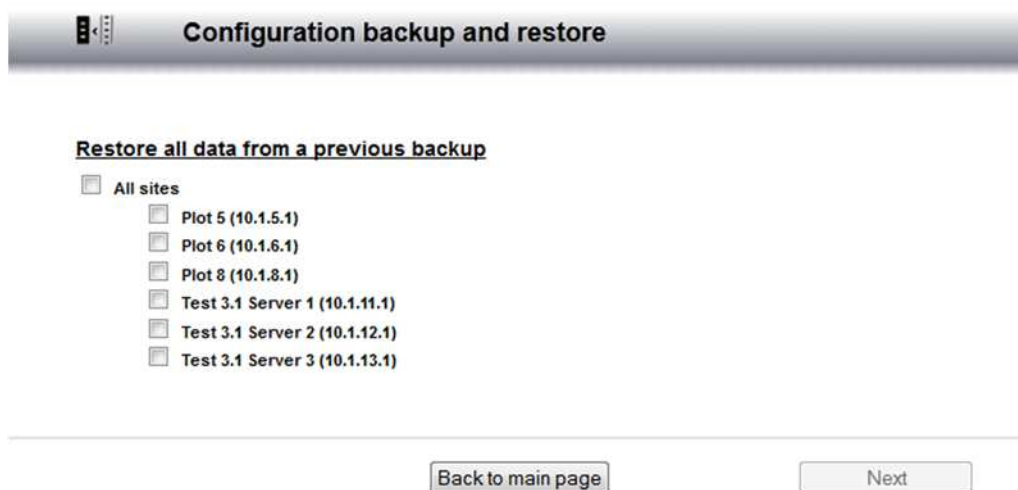 Configuration backup and restore
Restore all data from a previous backup
All sites
Plot 5 (10.1.5.1)
Plot 6 (10.1.6.1)
Plot 8 (10.1.8.1)
Test 3.1 Server 1 (10.1.11.1)
Test 3.1 Server 2 (10.1.12.1)
Test 3.1 Server 3 (10.1.13.1)
Back to main page Next